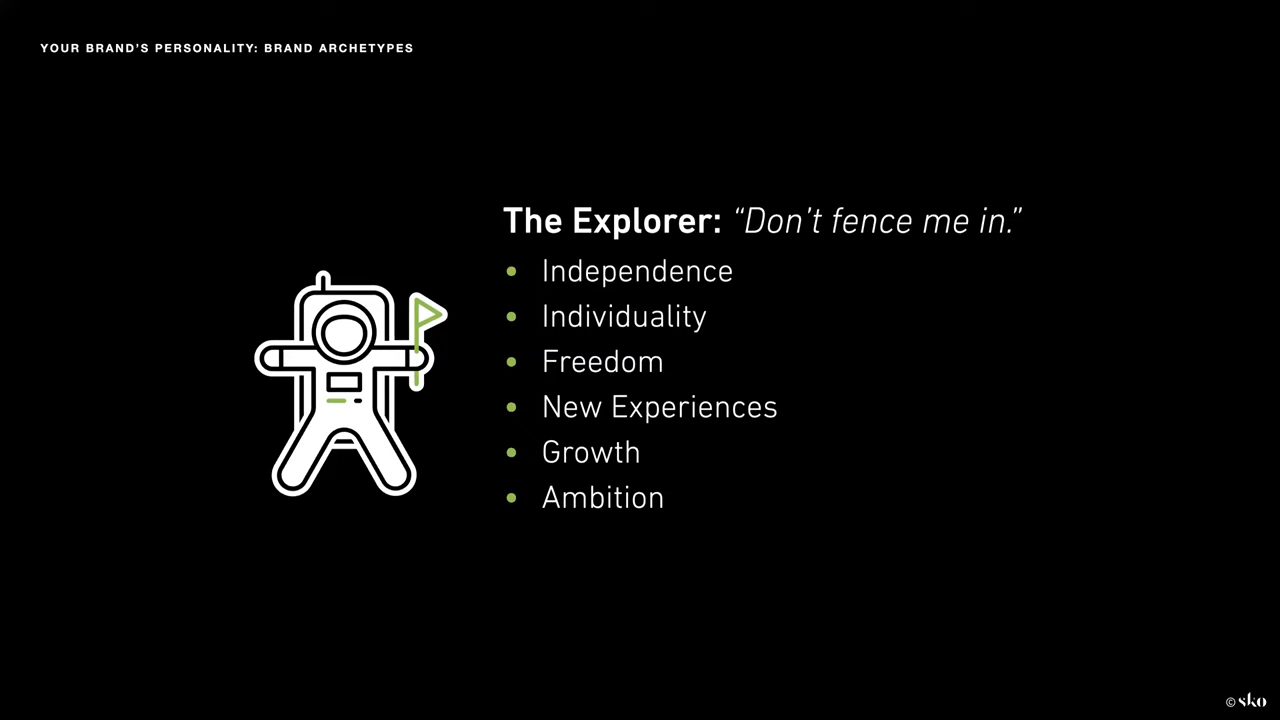 YOUR BRAND’S PERSONALITY: BRAND ARCHETYPES
The Explorer: “Don’t fence me in.”
• Independence
• Individuality
• Freedom
• New Experiences
• Growth
• Ambition
© sko